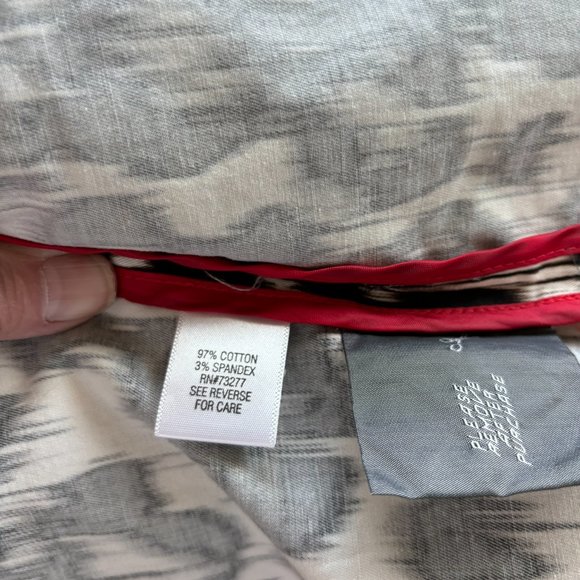 97% COTTON
3% SPANDEX
RN#73277
SEE REVERSE
FOR CARE
PLEASE
REMOVE
AFTER
PURCHASE